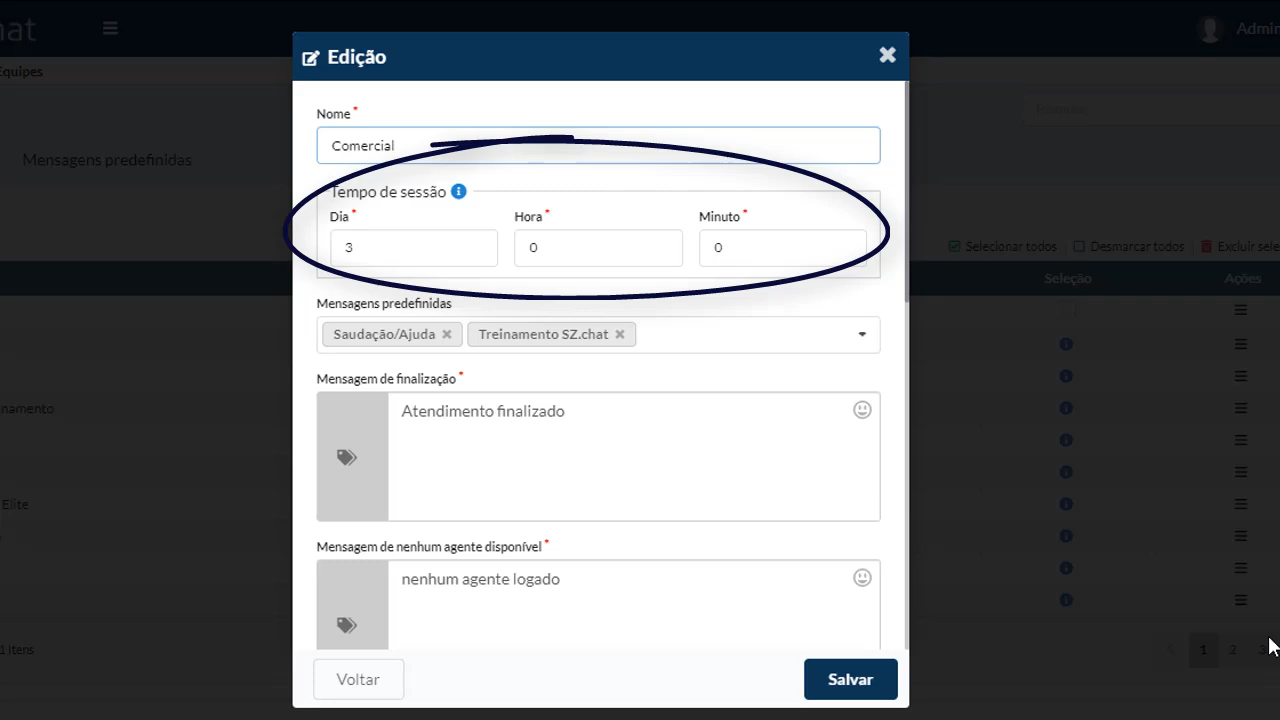 hat
Admin
Equipes
Edição
Nome *
Comercial
Mensagens predefinidas
Pesquisa
Tempo de sessão
Dia * Hora * Minuto *
3 0 0
Selecionar todos Desmarcar todos Excluir sele
Seleção Ações
Mensagens predefinidas
Saudação/Ajuda Treinamento SZ.chat
Mensagem de finalização *
Atendimento finalizado
namento
Elite
Mensagem de nenhum agente disponível *
nenhum agente logado
1 itens
1 2 3
Voltar Salvar